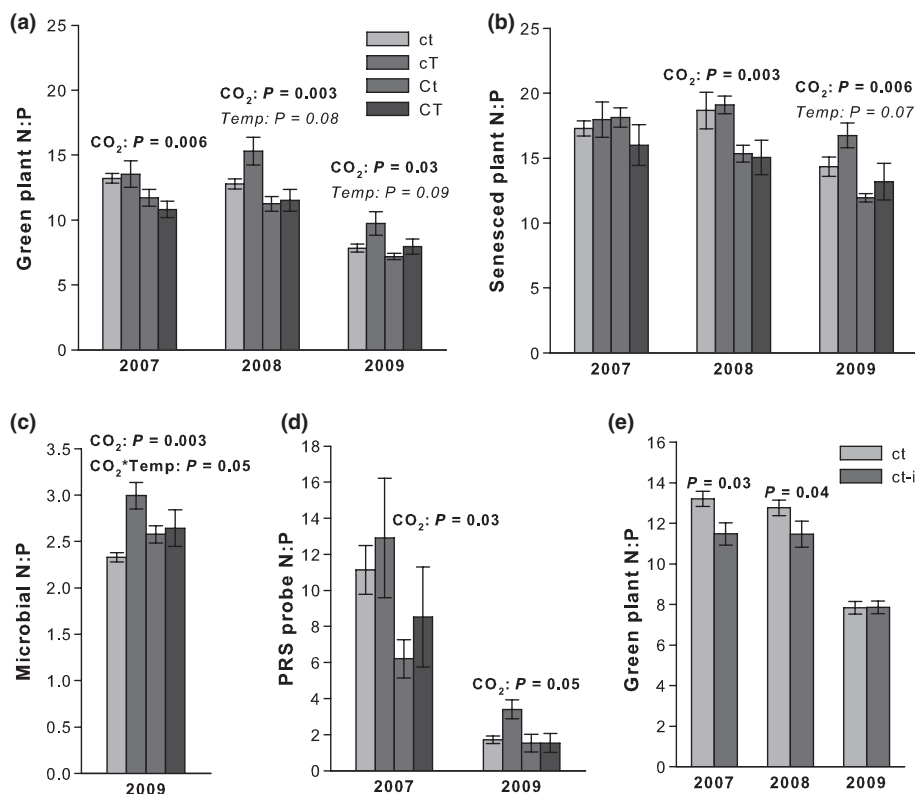 (a)
25
20
15
10
5
0
Green plant N:P
ct
cT
Ct
CT
CO₂: P = 0.006
CO₂: P = 0.003
Temp: P = 0.08
CO₂: P = 0.03
Temp: P = 0.09
2007 2008 2009
(b)
25
20
15
10
5
0
Senesced plant N:P
CO₂: P = 0.003
CO₂: P = 0.006
Temp: P = 0.07
2007 2008 2009
(c)
3.5
3.0
2.5
2.0
1.5
1.0
0.5
0.0
Microbial N:P
CO₂: P = 0.003
CO₂*Temp: P = 0.05
2009
(d)
18
16
14
12
10
8
6
4
2
0
PRS probe N:P
CO₂: P = 0.03
CO₂: P = 0.05
2007 2009
(e)
16
14
12
10
8
6
4
2
0
Green plant N:P
ct
ct-i
P = 0.03
P = 0.04
2007 2008 2009